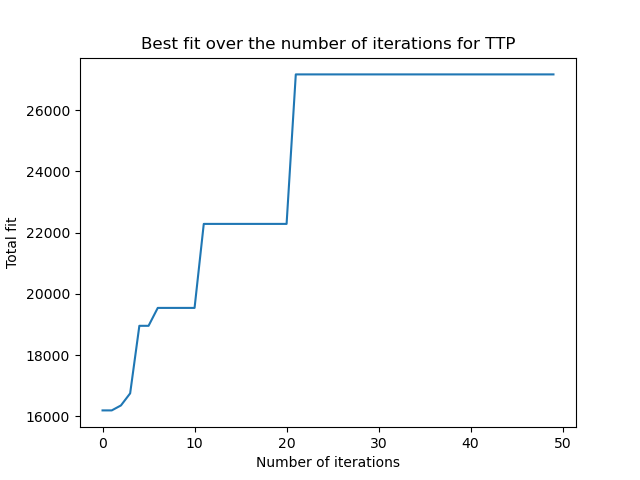 Best fit over the number of iterations for TTP
26000
24000
22000
20000
18000
16000
Total fit
0 10 20 30 40 50
Number of iterations